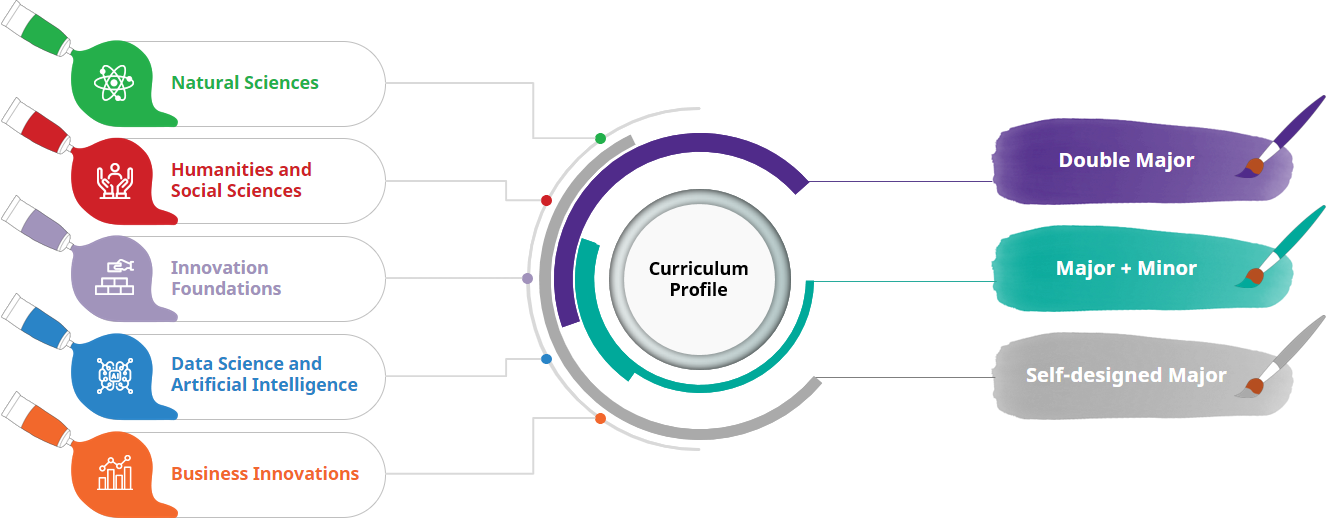 Natural Sciences
Humanities and
Social Sciences
Innovation
Foundations
Data Science and
Artificial Intelligence
AI
Business Innovations
Curriculum
Profile
Double Major
Major + Minor
Self-designed Major